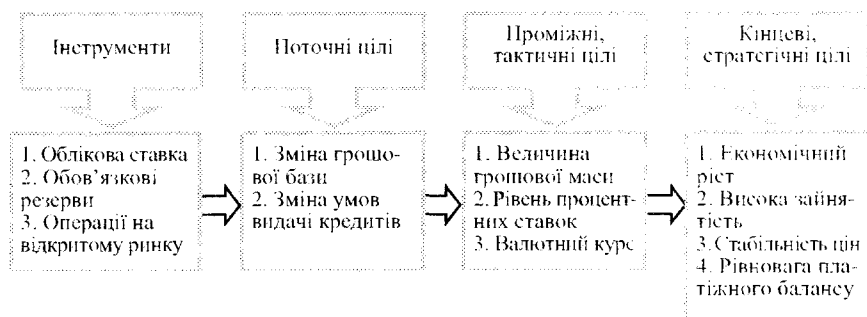 Інструменти
Поточні цілі
Проміжні,
тактичні цілі
Кінцеві,
стратегічні цілі
1. Облікова ставка
2. Обов’язкові
резерви
3. Операції на
відкритому ринку
1. Зміна грошо-
вої бази
2. Зміна умов
видачі кредитів
1. Величина
грошової маси
2. Рівень процент-
них ставок
3. Валютний курс
1. Економічний
ріст
2. Висока зайня-
тість
3. Стабільність цін
4. Рівновага пла-
тіжного балансу